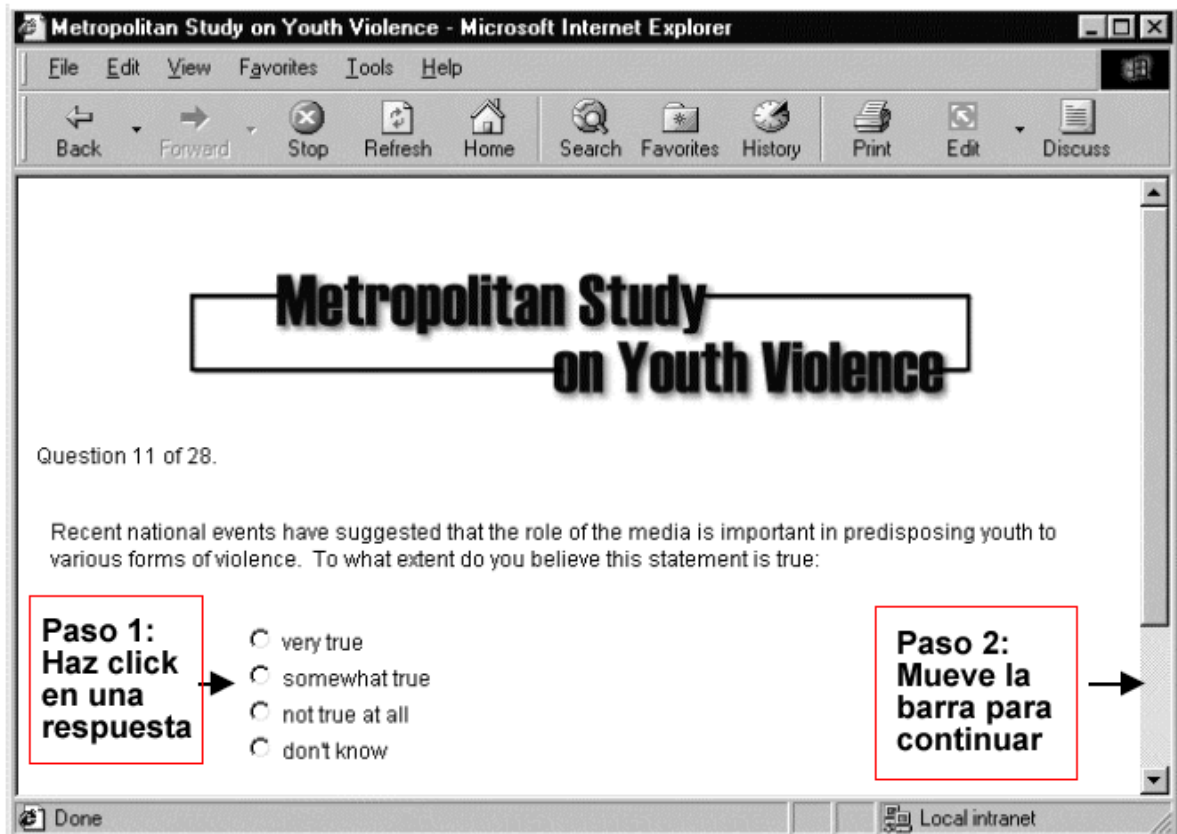 Metropolitan Study on Youth Violence - Microsoft Internet Explorer
File Edit View Favorites Tools Help
Back Forward Stop Refresh Home Search Favorites History Print Edit Discuss
Metropolitan Study
on Youth Violence
Question 11 of 28.
Recent national events have suggested that the role of the media is important in predisposing youth to
various forms of violence. To what extent do you believe this statement is true:
Paso 1:
Haz click
en una
respuesta
very true
somewhat true
not true at all
don't know
Paso 2:
Mueve la
barra para
continuar
Done
Local intranet